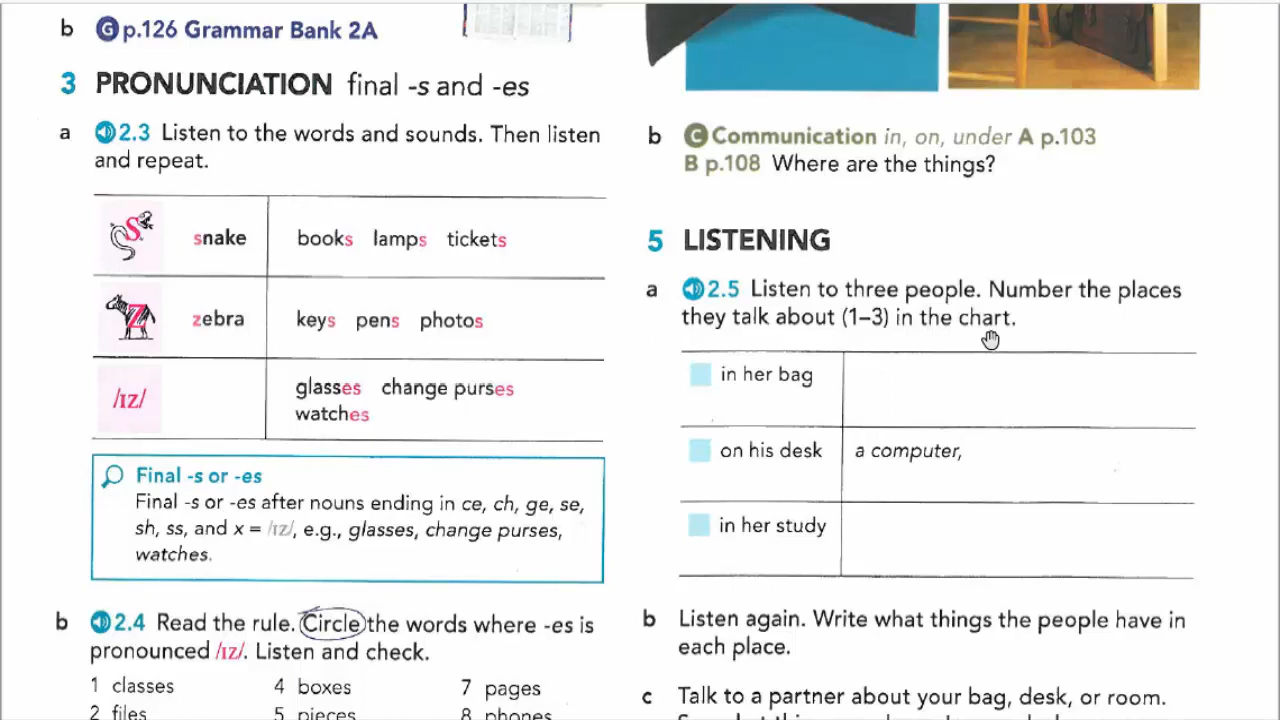 b G p.126 Grammar Bank 2A
3 PRONUNCIATION final -s and -es
a 2.3 Listen to the words and sounds. Then listen
and repeat.
S snake books lamps tickets
Z zebra keys pens photos
/ɪz/ glasses change purses
watches
Final -s or -es
Final -s or -es after nouns ending in ce, ch, ge, se,
sh, ss, and x = /ɪz/, e.g., glasses, change purses,
watches.
b 2.4 Read the rule. Circle the words where -es is
pronounced /ɪz/. Listen and check.
1 classes 4 boxes 7 pages
2 files 5 pieces 8 phones
b C Communication in, on, under A p.103
B p.108 Where are the things?
5 LISTENING
a 2.5 Listen to three people. Number the places
they talk about (1–3) in the chart.
in her bag
on his desk a computer,
in her study
b Listen again. Write what things the people have in
each place.
c Talk to a partner about your bag, desk, or room.